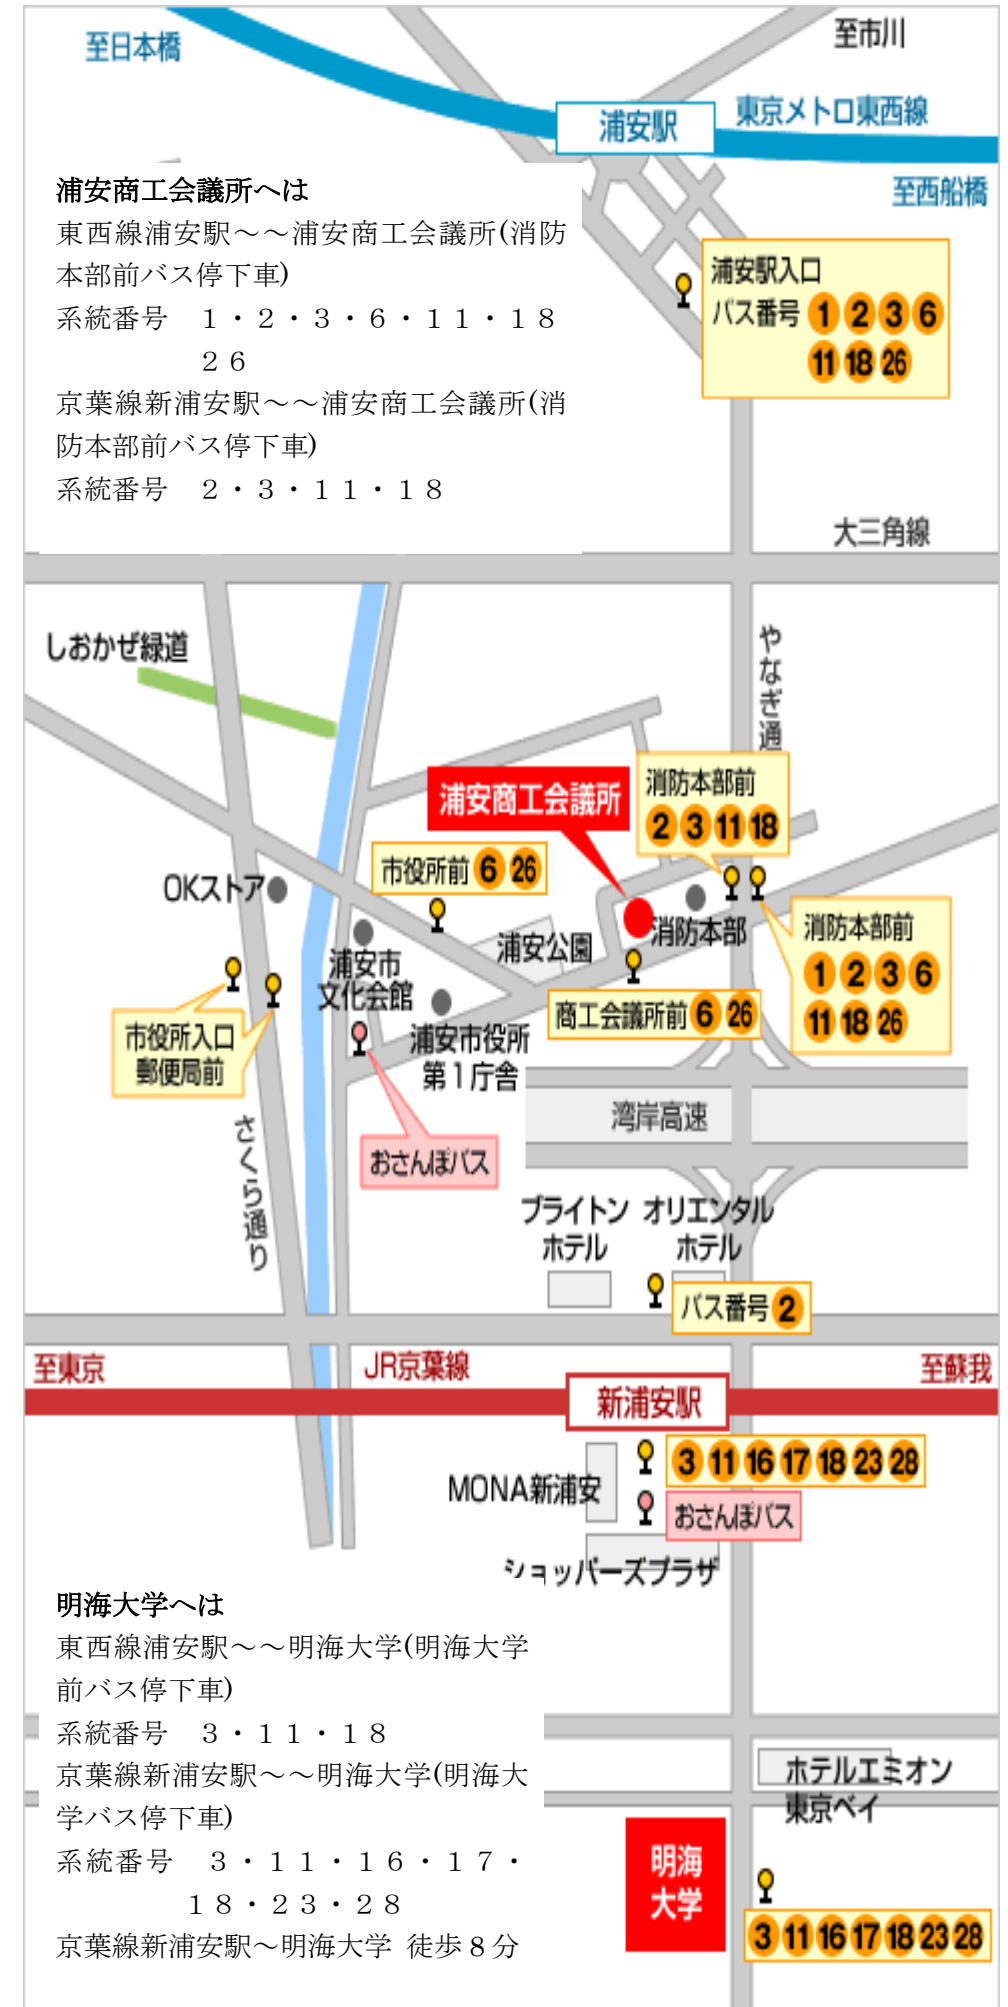 至日本橋
至市川
東京メトロ東西線
浦安駅
至西船橋
浦安商工会議所へは
東西線浦安駅～～浦安商工会議所(消防
本部前バス停下車)
系統番号　１・２・３・６・１１・１８
２６
京葉線新浦安駅～～浦安商工会議所(消
防本部前バス停下車)
系統番号　２・３・１１・１８
浦安駅入口
バス番号 1 2 3 6
11 18 26
大三角線
しおかぜ緑道
やなぎ通
浦安商工会議所
消防本部前
2 3 11 18
市役所前 6 26
OKストア
浦安公園
消防本部
消防本部前
1 2 3 6
11 18 26
浦安市
文化会館
商工会議所前 6 26
市役所入口
郵便局前
浦安市役所
第1庁舎
湾岸高速
さくら通り
おさんぽバス
ブライトン
ホテル
オリエンタル
ホテル
バス番号 2
至東京
JR京葉線
至蘇我
新浦安駅
3 11 16 17 18 23 28
MONA新浦安
おさんぽバス
ショッパーズプラザ
明海大学へは
東西線浦安駅～～明海大学(明海大学
前バス停下車)
系統番号　３・１１・１８
京葉線新浦安駅～～明海大学(明海大
学バス停下車)
系統番号　３・１１・１６・１７・
１８・２３・２８
京葉線新浦安駅～明海大学 徒歩８分
ホテルエミオン
東京ベイ
明海
大学
3 11 16 17 18 23 28